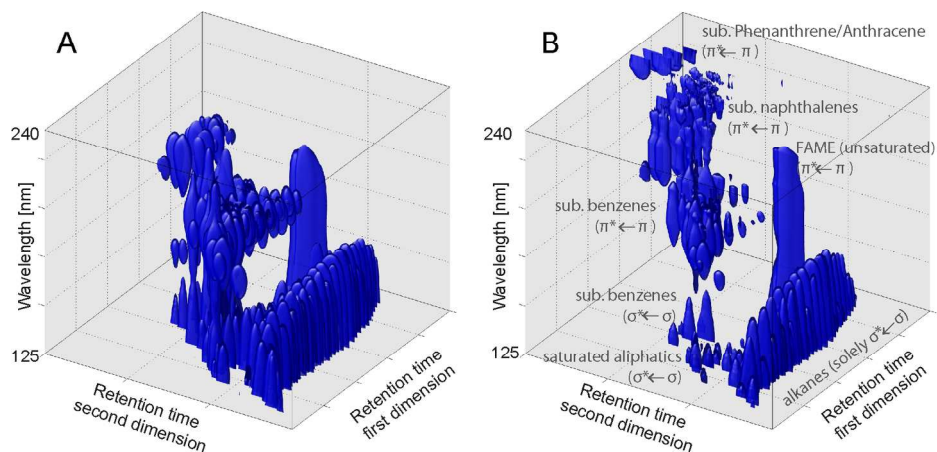 A
240
Wavelength [nm]
125
Retention time
second dimension
Retention time
first dimension
B
sub. Phenanthrene/Anthracene
(π*← π )
sub. naphthalenes
(π*← π )
240
FAME (unsaturated)
(π*← π )
sub. benzenes
(π*← π )
Wavelength [nm]
sub. benzenes
(σ*← σ)
125
saturated aliphatics
(σ*← σ)
alkanes (solely σ*← σ)
Retention time
second dimension
Retention time
first dimension